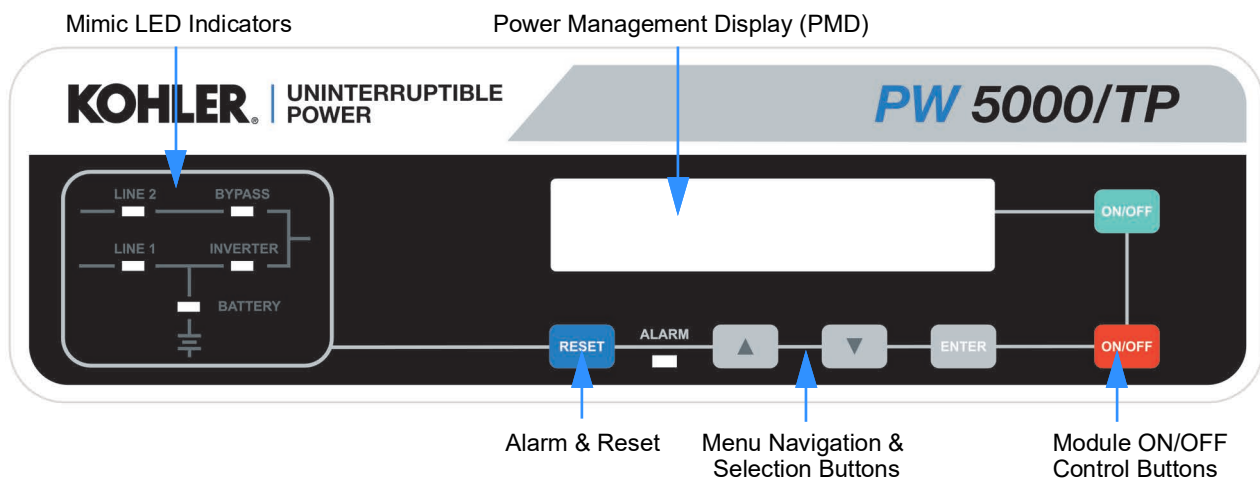 Mimic LED Indicators
Power Management Display (PMD)
KOHLER. UNINTERRUPTIBLE
POWER
PW 5000/TP
LINE 2
BYPASS
ON/OFF
LINE 1
INVERTER
BATTERY
RESET
ALARM
▲
▼
ENTER
ON/OFF
Alarm & Reset
Menu Navigation &
Selection Buttons
Module ON/OFF
Control Buttons